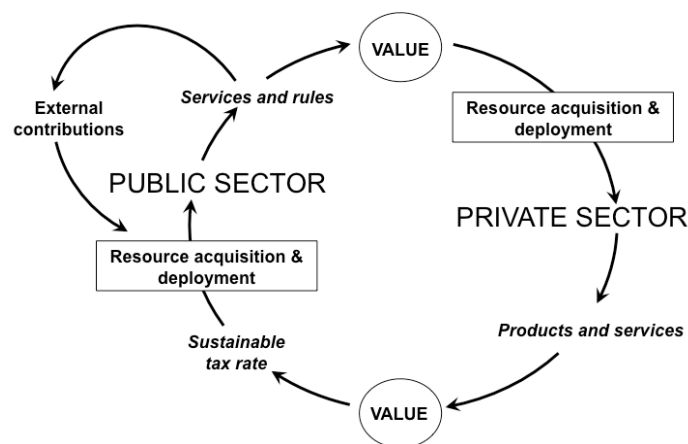 VALUE
Services and rules
External
contributions
Resource acquisition &
deployment
PUBLIC SECTOR
PRIVATE SECTOR
Resource acquisition &
deployment
Products and services
Sustainable
tax rate
VALUE